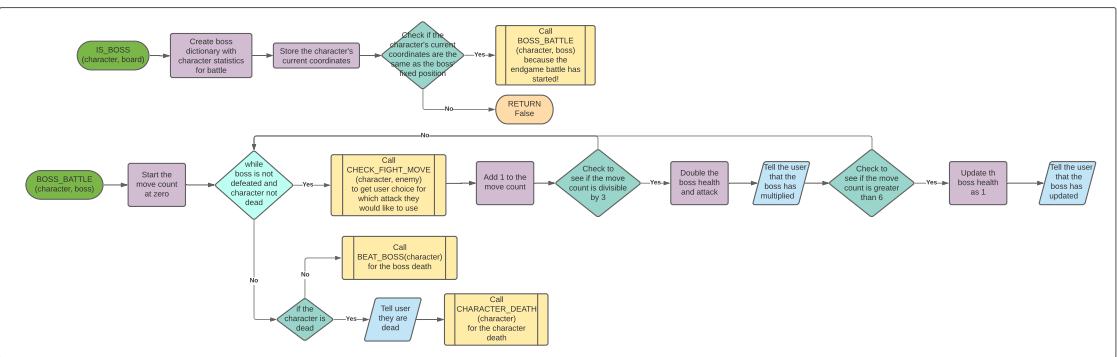 IS_BOSS
(character, board)
Create boss
dictionary with
character statistics
for battle
Store the character's
current coordinates
Check if the
character's current
coordinates are the
same as the boss
fixed position
Yes
Call
BOSS_BATTLE
(character, boss)
because the
endgame battle has
started!
No
RETURN
False
No
BOSS_BATTLE
(character, boss)
Start the
move count
at zero
while
boss is not
defeated and
character not
dead
Yes
Call
CHECK_FIGHT_MOVE
(character, enemy)
to get user choice for
which attack they
would like to use
Add 1 to the
move count
Check to
see if the move
count is divisible
by 3
Yes
Double the
boss health
and attack
Tell the user
that the
boss has
multiplied
Check to
see if the move
count is greater
than 6
Yes
Update th
boss health
as 1
Tell the user
that the
boss has
updated
No
if the
character is
dead
No
Call
BEAT_BOSS(character)
for the boss death
Yes
Tell user
they are
dead
Call
CHARACTER_DEATH
(character)
for the character
death